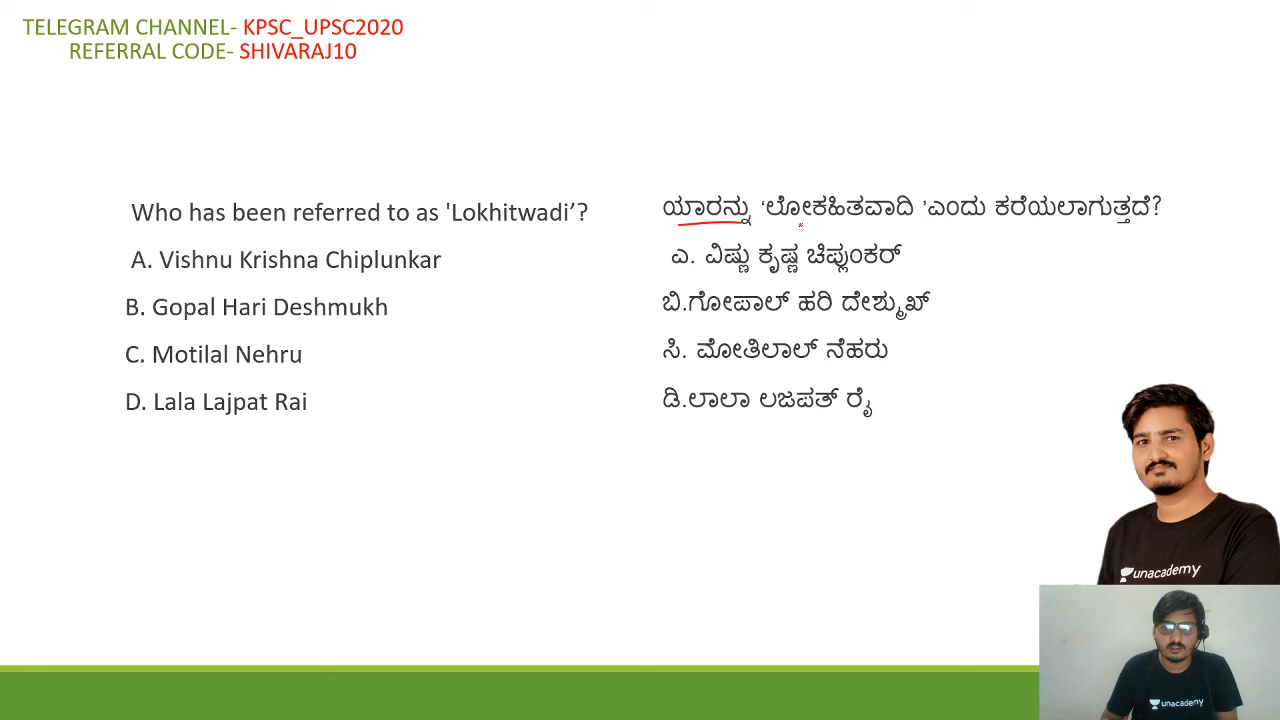 TELEGRAM CHANNEL- KPSC_UPSC2020
REFERRAL CODE- SHIVARAJ10
Who has been referred to as 'Lokhitwadi’?
A. Vishnu Krishna Chiplunkar
B. Gopal Hari Deshmukh
C. Motilal Nehru
D. Lala Lajpat Rai
ಯಾರನ್ನು ‘ಲೋಕಹಿತವಾದಿ ’ಎಂದು ಕರೆಯಲಾಗುತ್ತದೆ?
ಎ. ವಿಷ್ಣು ಕೃಷ್ಣ ಚಿಪ್ಲುಂಕರ್
ಬಿ.ಗೋಪಾಲ್ ಹರಿ ದೇಶ್ಮುಖ್
ಸಿ. ಮೋತಿಲಾಲ್ ನೆಹರು
ಡಿ.ಲಾಲಾ ಲಜಪತ್ ರೈ
unacademy
unacademy